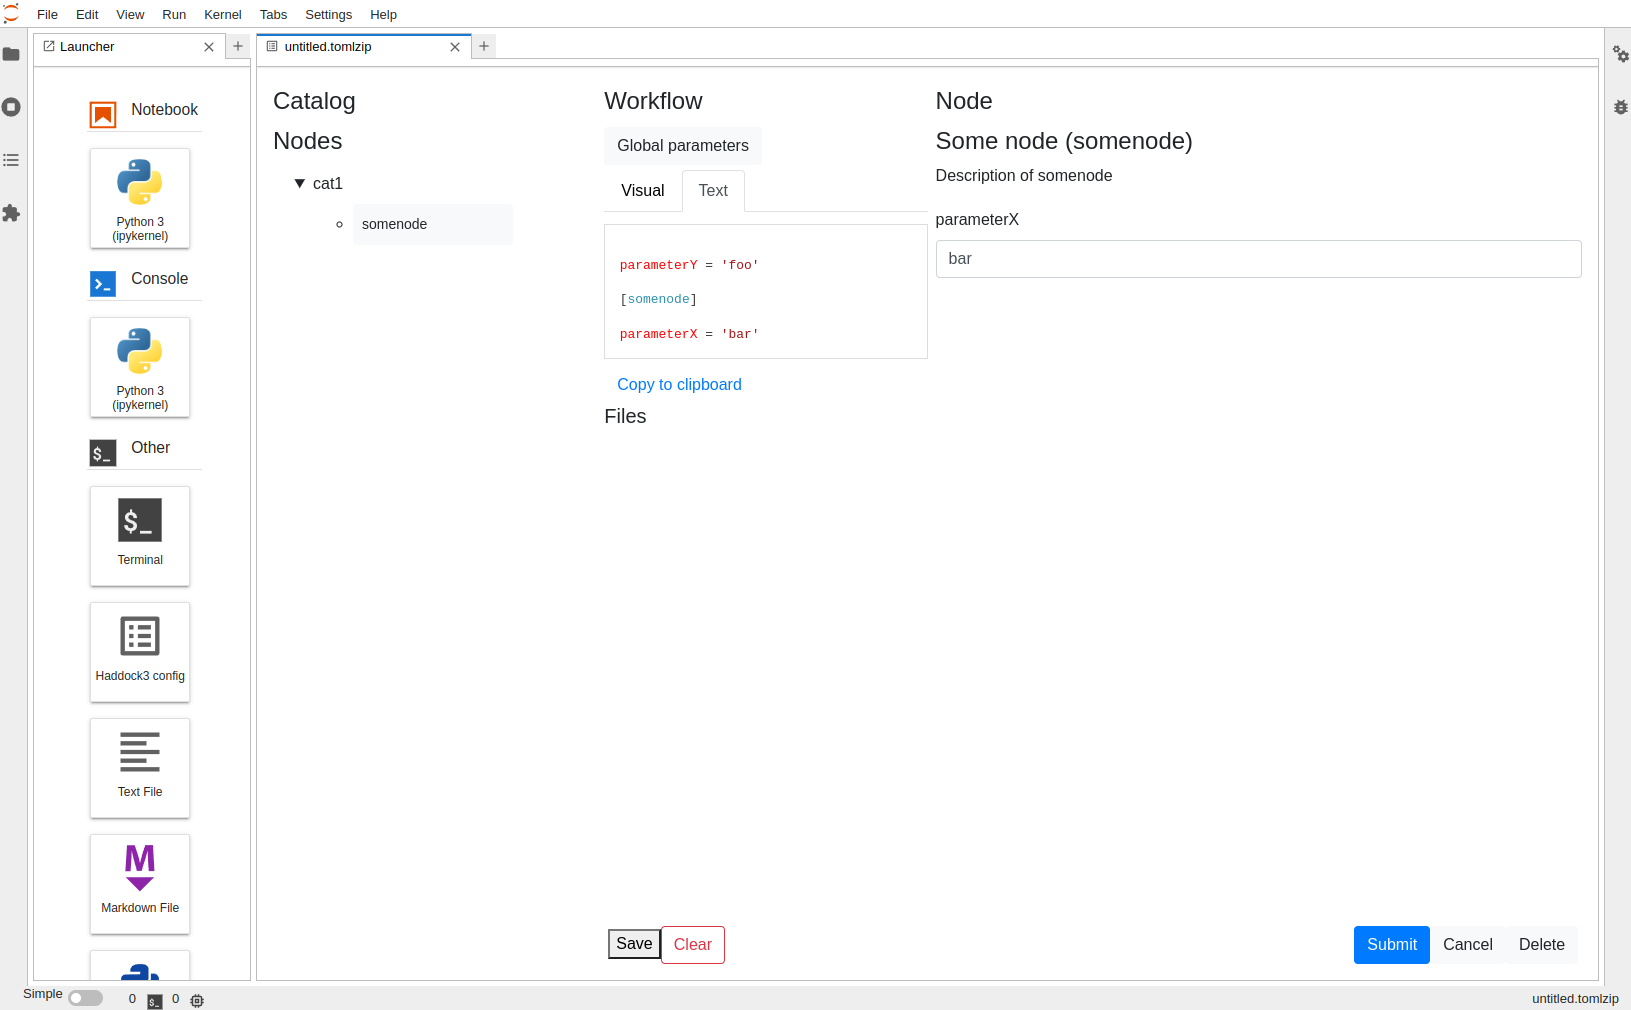 File Edit View Run Kernel Tabs Settings Help
Launcher
untitled.tomlzip
Notebook
Python 3
(ipykernel)
Console
Python 3
(ipykernel)
Other
$_
Terminal
Haddock3 config
Text File
M
Markdown File
Catalog
Nodes
cat1
somenode
Workflow
Global parameters
Visual Text
parameterY = 'foo'
[somenode]
parameterX = 'bar'
Copy to clipboard
Files
Save Clear
Node
Some node (somenode)
Description of somenode
parameterX
bar
Submit Cancel Delete
Simple 0 $_ 0 untitled.tomlzip